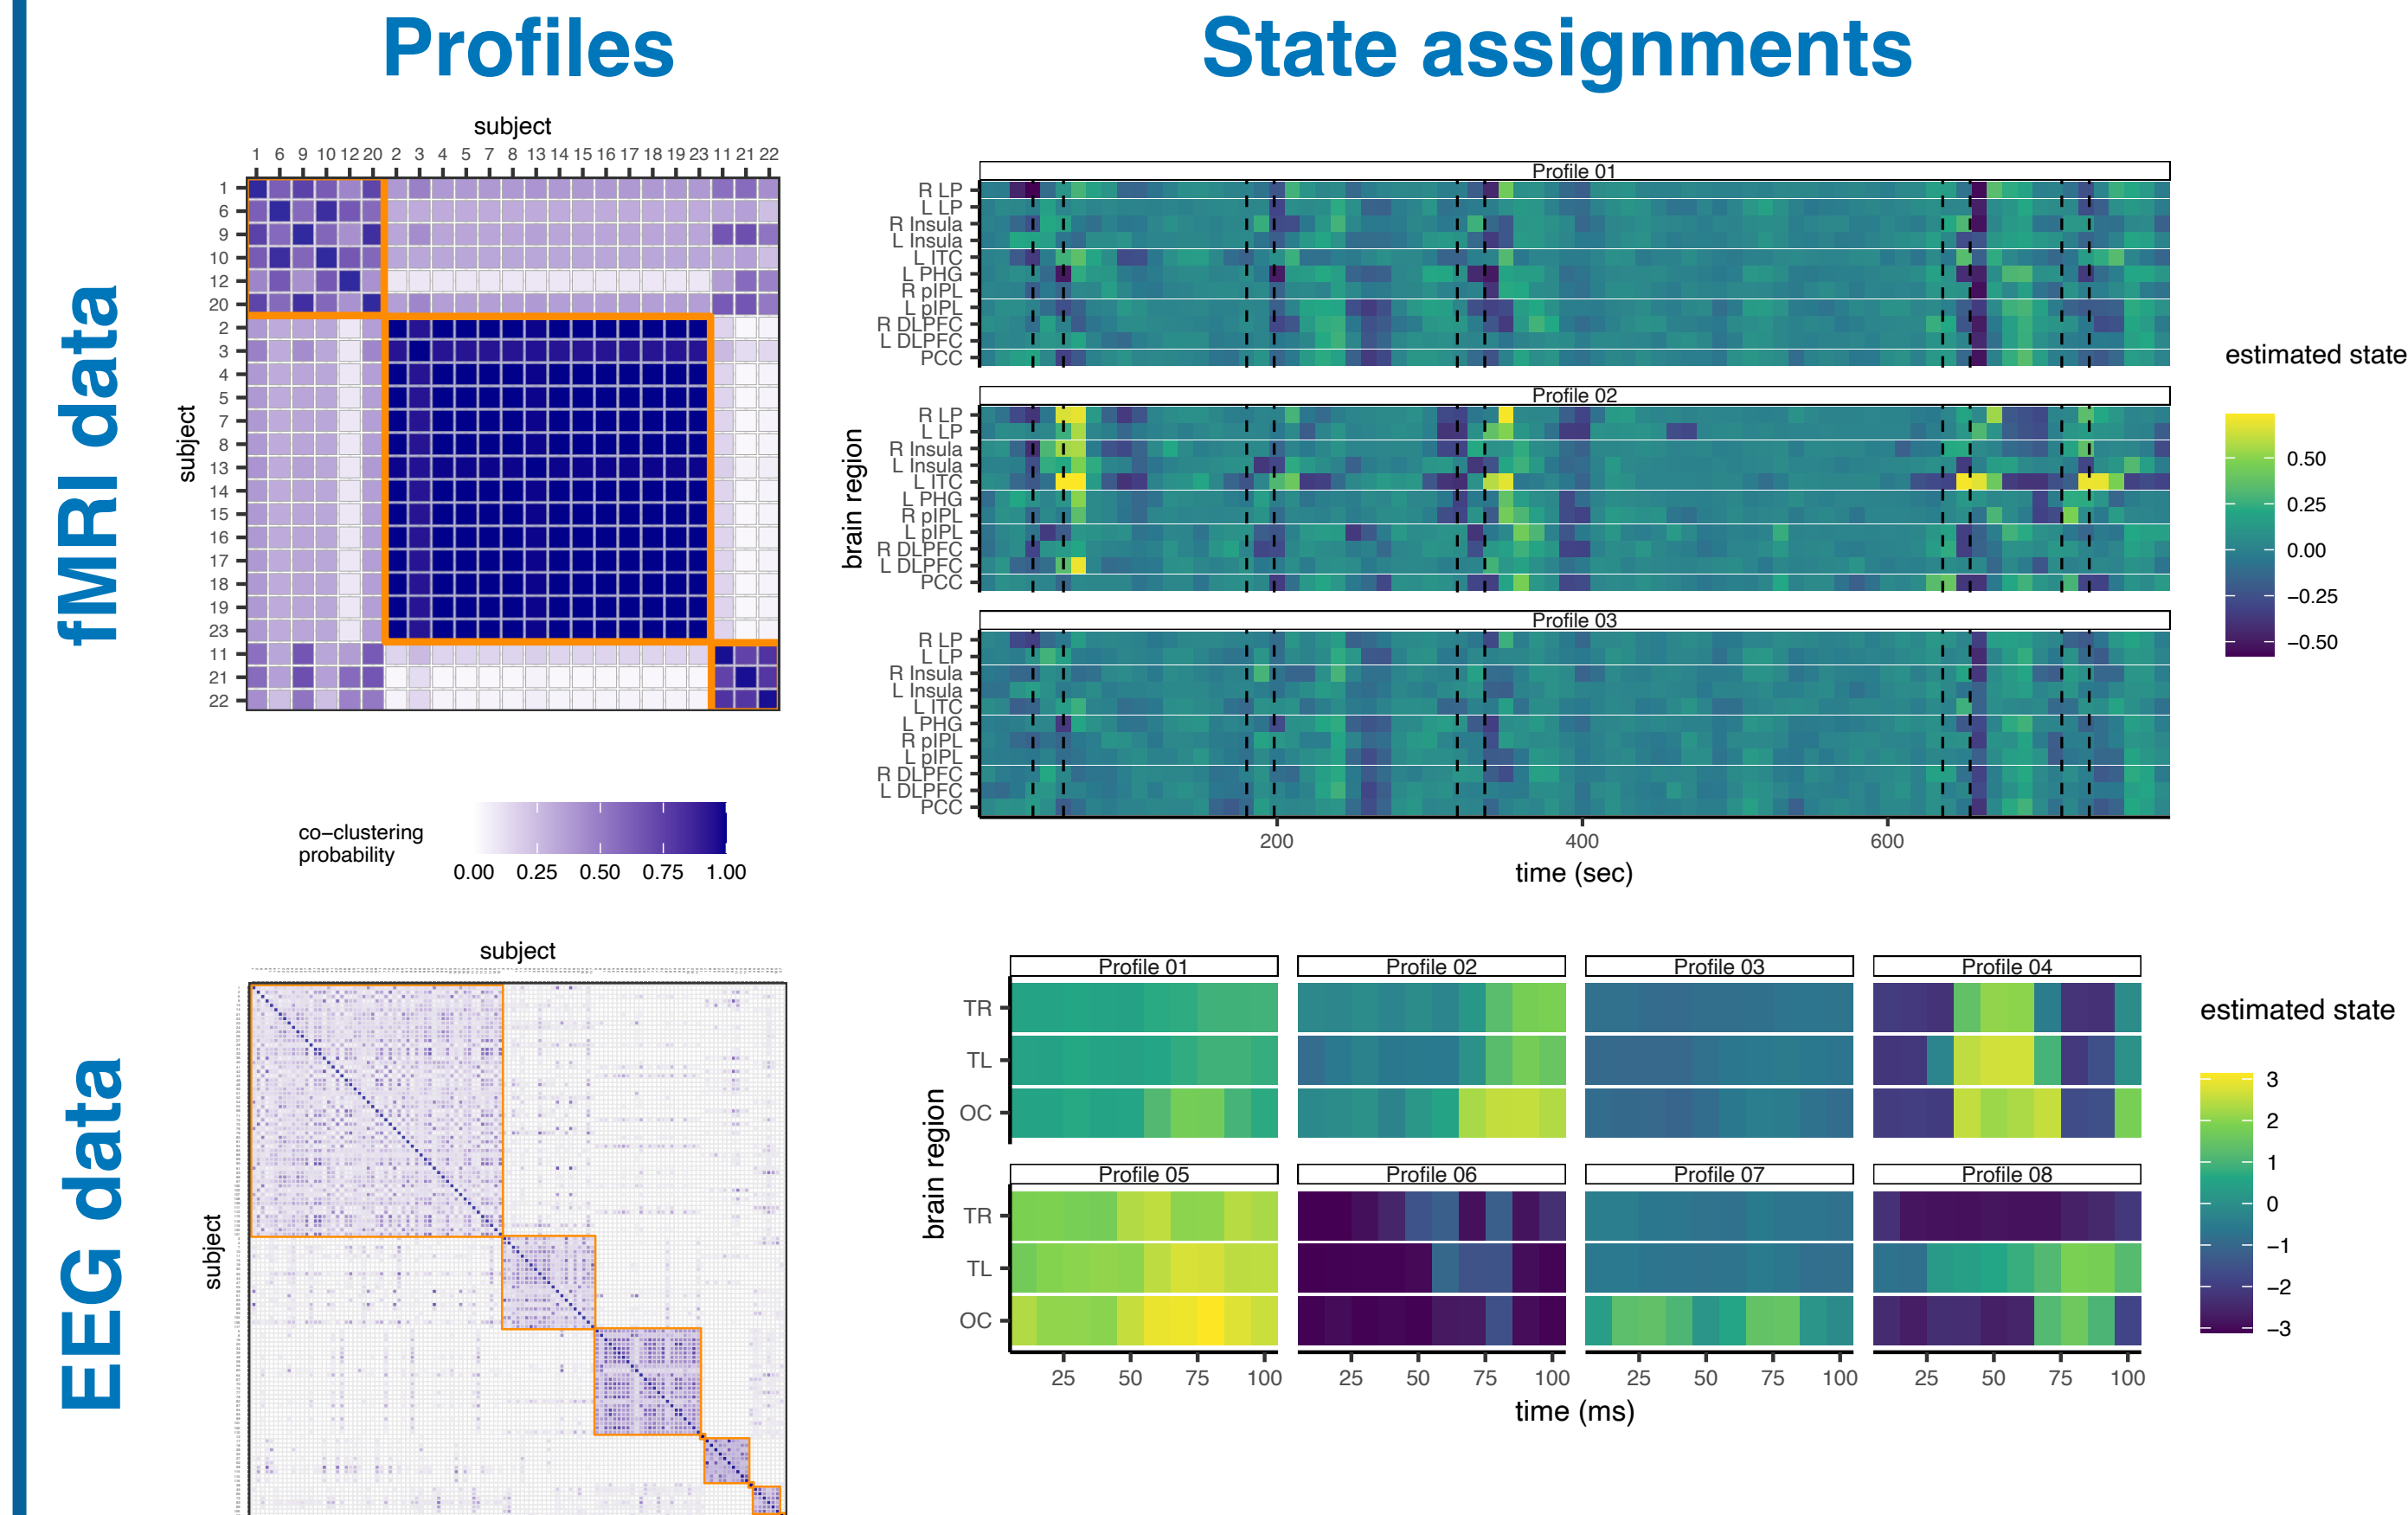 Profiles
State assignments
fMRI data
subject
1 6 9 10 12 20 2 3 4 5 7 8 13 14 15 16 17 18 19 23 11 21 22
subject
1
6
9
10
12
20
2
3
4
5
7
8
13
14
15
16
17
18
19
23
11
21
22
co−clustering
probability
0.00 0.25 0.50 0.75 1.00
brain region
Profile 01
R LP
L LP
R Insula
L Insula
L ITC
L PHG
R pIPL
L pIPL
R DLPFC
L DLPFC
PCC
Profile 02
R LP
L LP
R Insula
L Insula
L ITC
L PHG
R pIPL
L pIPL
R DLPFC
L DLPFC
PCC
Profile 03
R LP
L LP
R Insula
L Insula
L ITC
L PHG
R pIPL
L pIPL
R DLPFC
L DLPFC
PCC
200 400 600
time (sec)
estimated state
0.50
0.25
0.00
−0.25
−0.50
EEG data
subject
subject
brain region
Profile 01 Profile 02 Profile 03 Profile 04
TR
TL
OC
Profile 05 Profile 06 Profile 07 Profile 08
TR
TL
OC
25 50 75 100 25 50 75 100 25 50 75 100 25 50 75 100
time (ms)
estimated state
3
2
1
0
−1
−2
−3